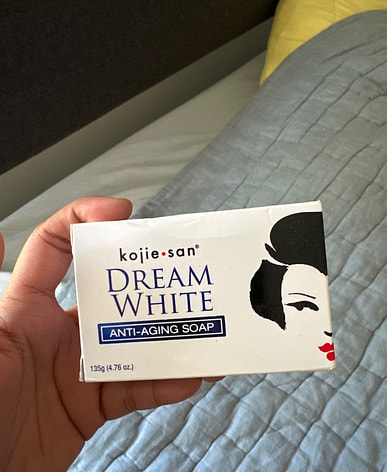 kojie•san®
DREAM
WHITE
ANTI-AGING SOAP
135g (4.76 oz.)